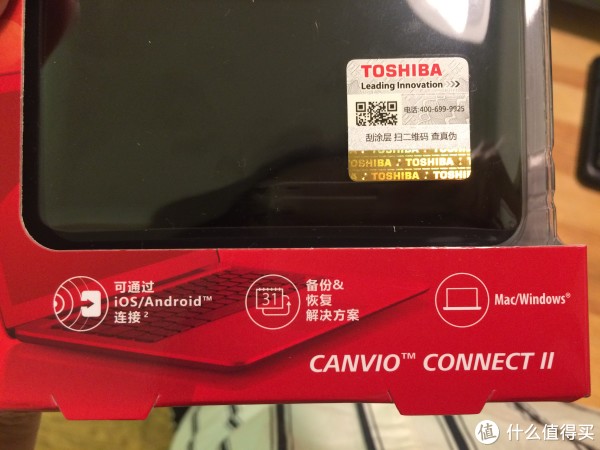 TOSHIBA
Leading Innovation >>>
电话:400-699-9925
刮涂层 扫二维码 查真伪
TOSHIBA TOSHIBA
TOSHIBA TOSHIBA
可通过
iOS/Android™
连接²
31
备份&
恢复
解决方案
Mac/Windows®
CANVIO™ CONNECT II
值 什么值得买